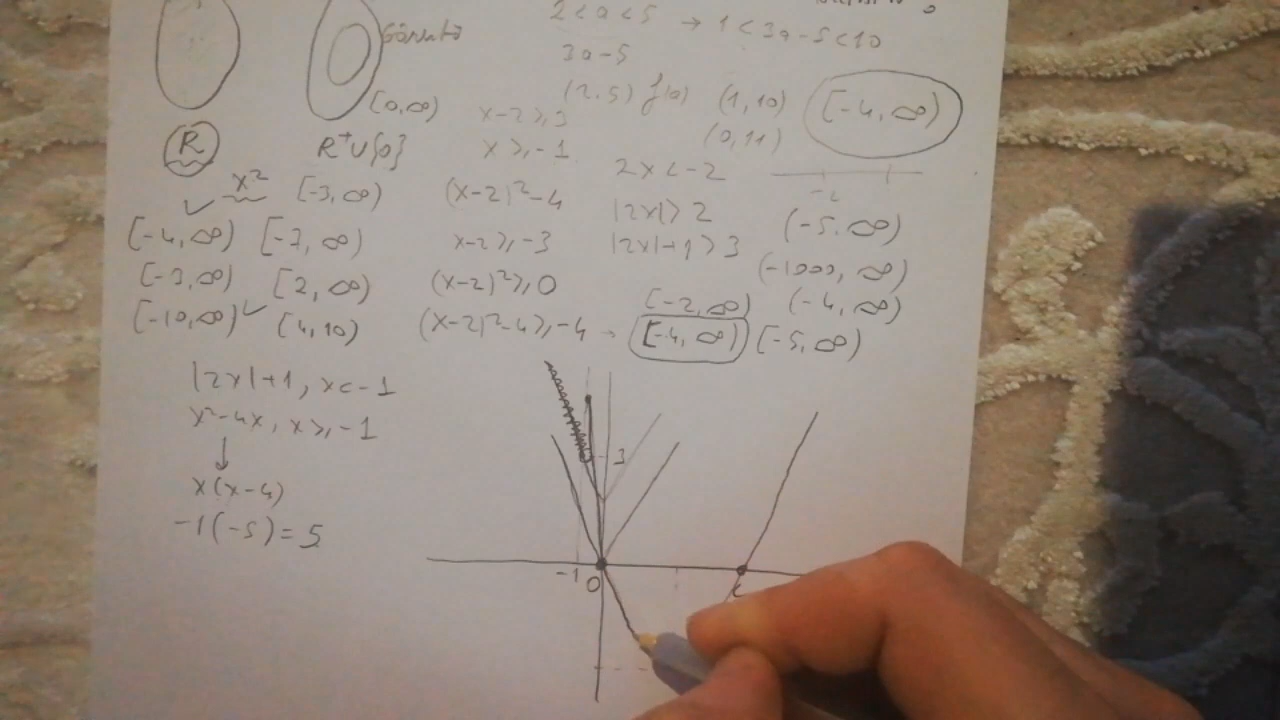 Görüntü
2<a<5 → 1<3a-5<10
3a-5
[0,∞)
(2.5) f(a) (1,10) [-4,∞)
(0,11)
x-2≥3
R
R⁺∪{0}
x≥-1
2x<-2
-2
x² [-3,∞) (x-2)²-4 |2x|>2 (-5,∞)
[-4,∞) [-7,∞) x-2≥-3 |2x|+1>3
(-1000,∞)
[-3,∞) [2,∞) (x-2)²≥0 [-2,∞) (-4,∞)
[-10,∞) [4,10) (x-2)²-4≥-4 → [-4,∞) [-5,∞)
|2x|+1, x<-1
x²-4x, x≥-1
↓
x(x-4)
-1(-5)=5
3
-1 0